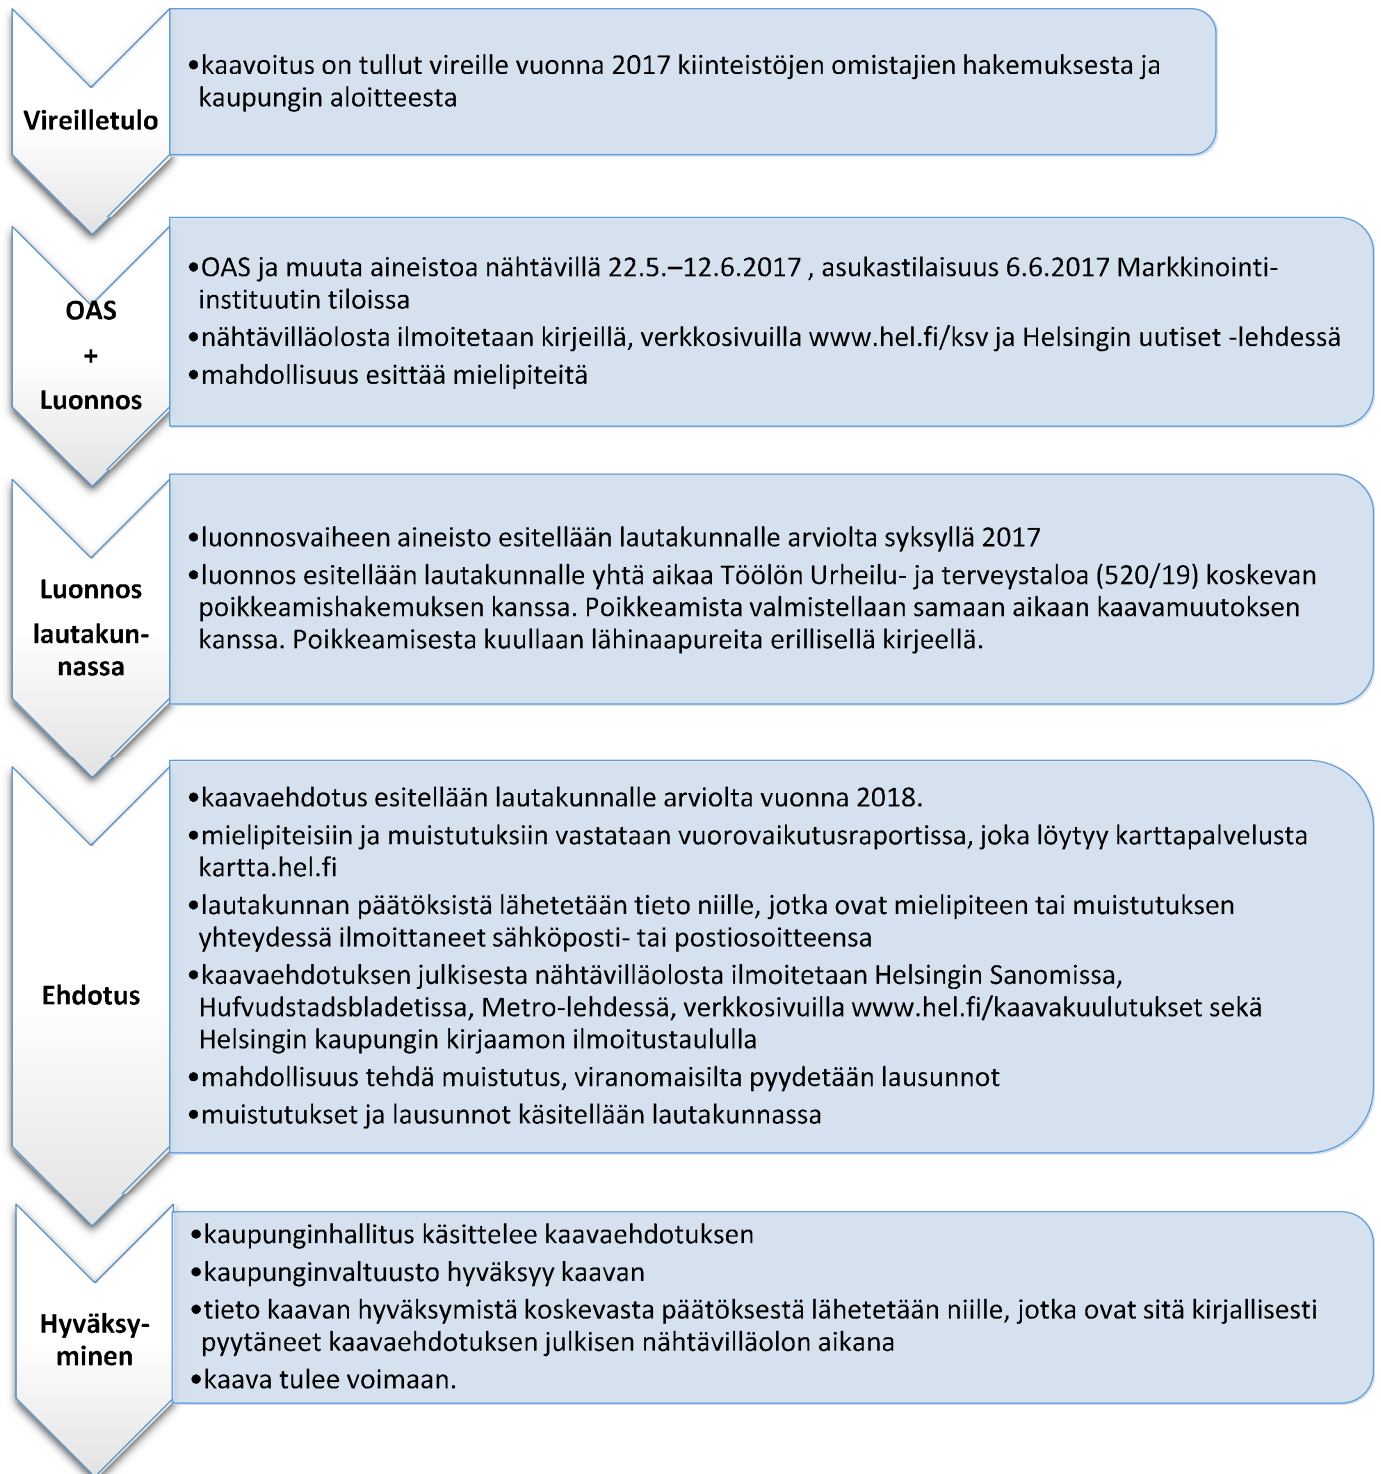 Vireilletulo
•kaavoitus on tullut vireille vuonna 2017 kiinteistöjen omistajien hakemuksesta ja
kaupungin aloitteesta
OAS
+
Luonnos
•OAS ja muuta aineistoa nähtävillä 22.5.–12.6.2017 , asukastilaisuus 6.6.2017 Markkinointi-
instituutin tiloissa
•nähtävilläolosta ilmoitetaan kirjeillä, verkkosivuilla www.hel.fi/ksv ja Helsingin uutiset -lehdessä
•mahdollisuus esittää mielipiteitä
Luonnos
lautakun-
nassa
•luonnosvaiheen aineisto esitellään lautakunnalle arviolta syksyllä 2017
•luonnos esitellään lautakunnalle yhtä aikaa Töölön Urheilu- ja terveystaloa (520/19) koskevan
poikkeamishakemuksen kanssa. Poikkeamista valmistellaan samaan aikaan kaavamuutoksen
kanssa. Poikkeamisesta kuullaan lähinaapureita erillisellä kirjeellä.
Ehdotus
•kaavaehdotus esitellään lautakunnalle arviolta vuonna 2018.
•mielipiteisiin ja muistutuksiin vastataan vuorovaikutusraportissa, joka löytyy karttapalvelusta
kartta.hel.fi
•lautakunnan päätöksistä lähetetään tieto niille, jotka ovat mielipiteen tai muistutuksen
yhteydessä ilmoittaneet sähköposti- tai postiosoitteensa
•kaavaehdotuksen julkisesta nähtävilläolosta ilmoitetaan Helsingin Sanomissa,
Hufvudstadsbladetissa, Metro-lehdessä, verkkosivuilla www.hel.fi/kaavakuulutukset sekä
Helsingin kaupungin kirjaamon ilmoitustaululla
•mahdollisuus tehdä muistutus, viranomaisilta pyydetään lausunnot
•muistutukset ja lausunnot käsitellään lautakunnassa
Hyväksy-
minen
•kaupunginhallitus käsittelee kaavaehdotuksen
•kaupunginvaltuusto hyväksyy kaavan
•tieto kaavan hyväksymistä koskevasta päätöksestä lähetetään niille, jotka ovat sitä kirjallisesti
pyytäneet kaavaehdotuksen julkisen nähtävilläolon aikana
•kaava tulee voimaan.